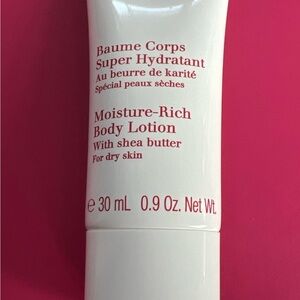 Baume Corps
Super Hydratant
Au beurre de karité
Spécial peaux sèches
Moisture-Rich
Body Lotion
With shea butter
For dry skin
℮ 30 mL 0.9 Oz. Net Wt.